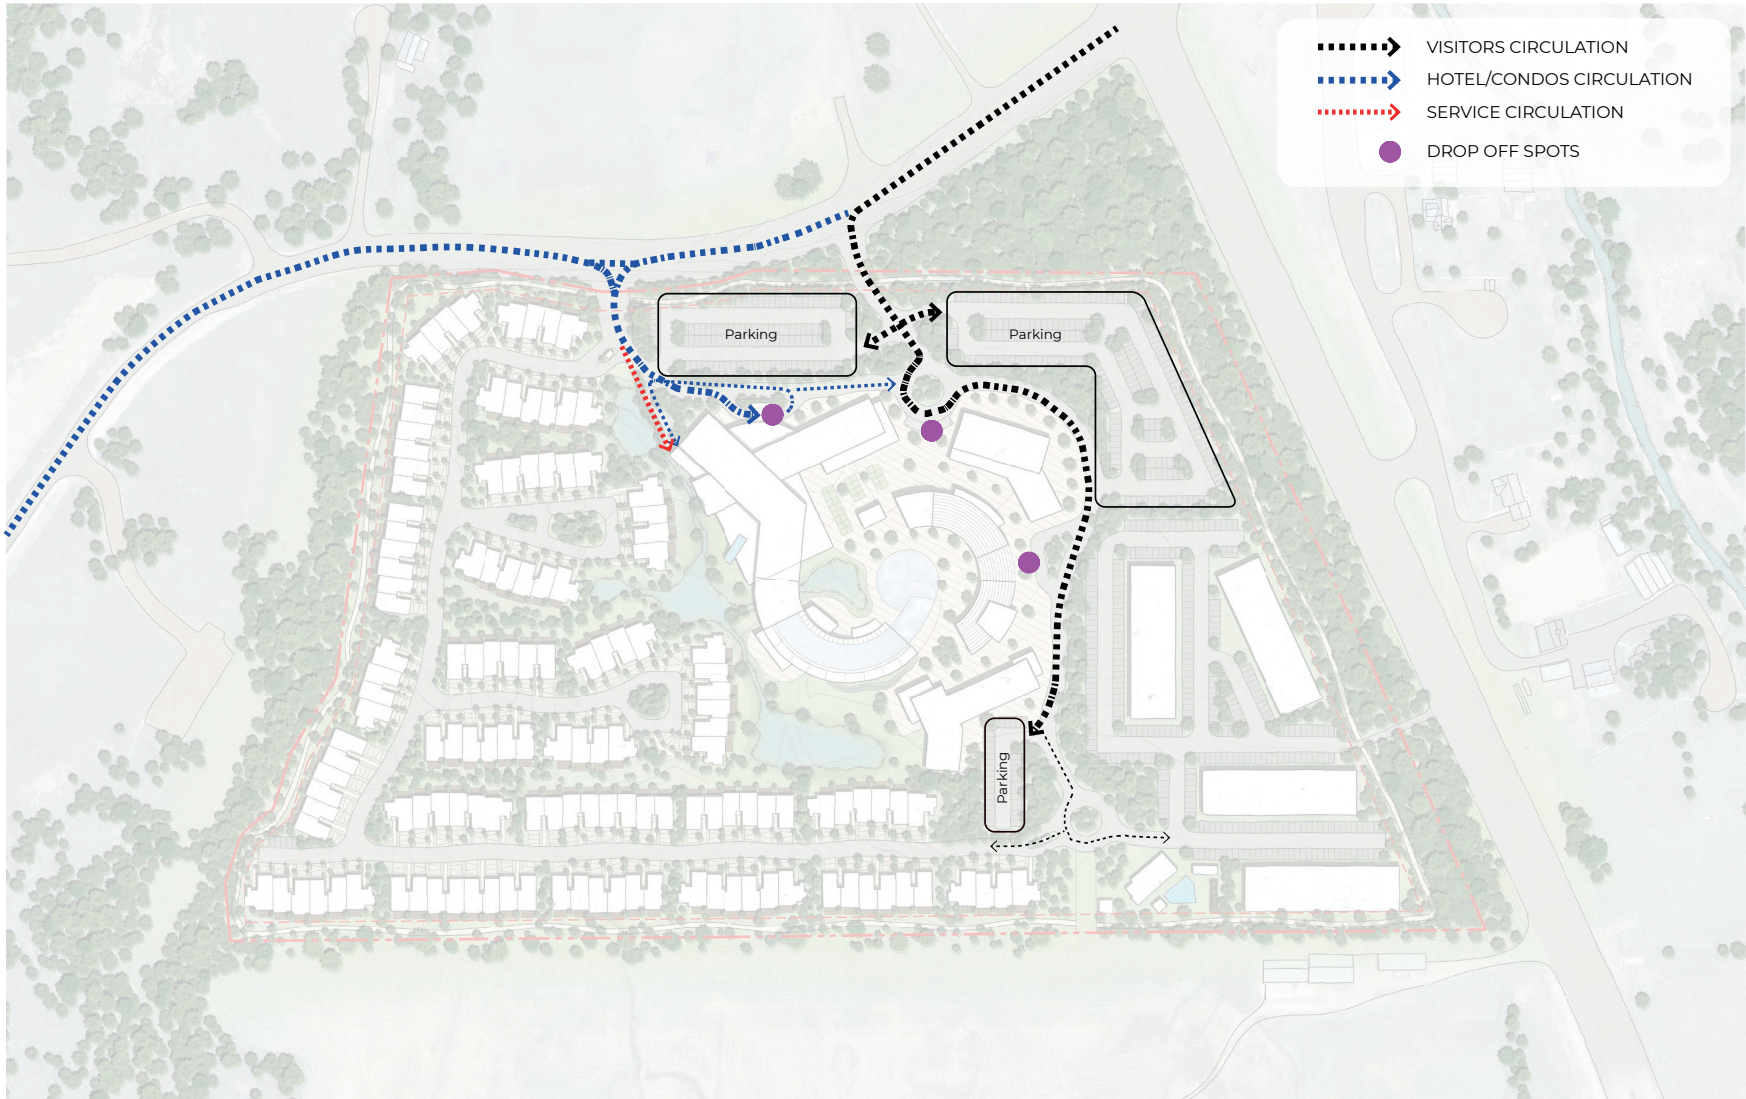 VISITORS CIRCULATION
HOTEL/CONDOS CIRCULATION
SERVICE CIRCULATION
DROP OFF SPOTS
Parking
Parking
Parking